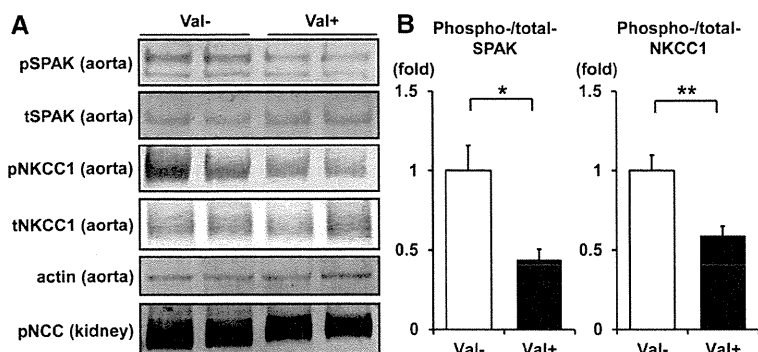 A
Val- Val+
pSPAK (aorta)
tSPAK (aorta)
pNKCC1 (aorta)
tNKCC1 (aorta)
actin (aorta)
pNCC (kidney)
B
Phospho-/total-
SPAK
(fold)
1.5
1
0.5
0
*
Val- Val+
Phospho-/total-
NKCC1
(fold)
1.5
1
0.5
0
**
Val- Val+